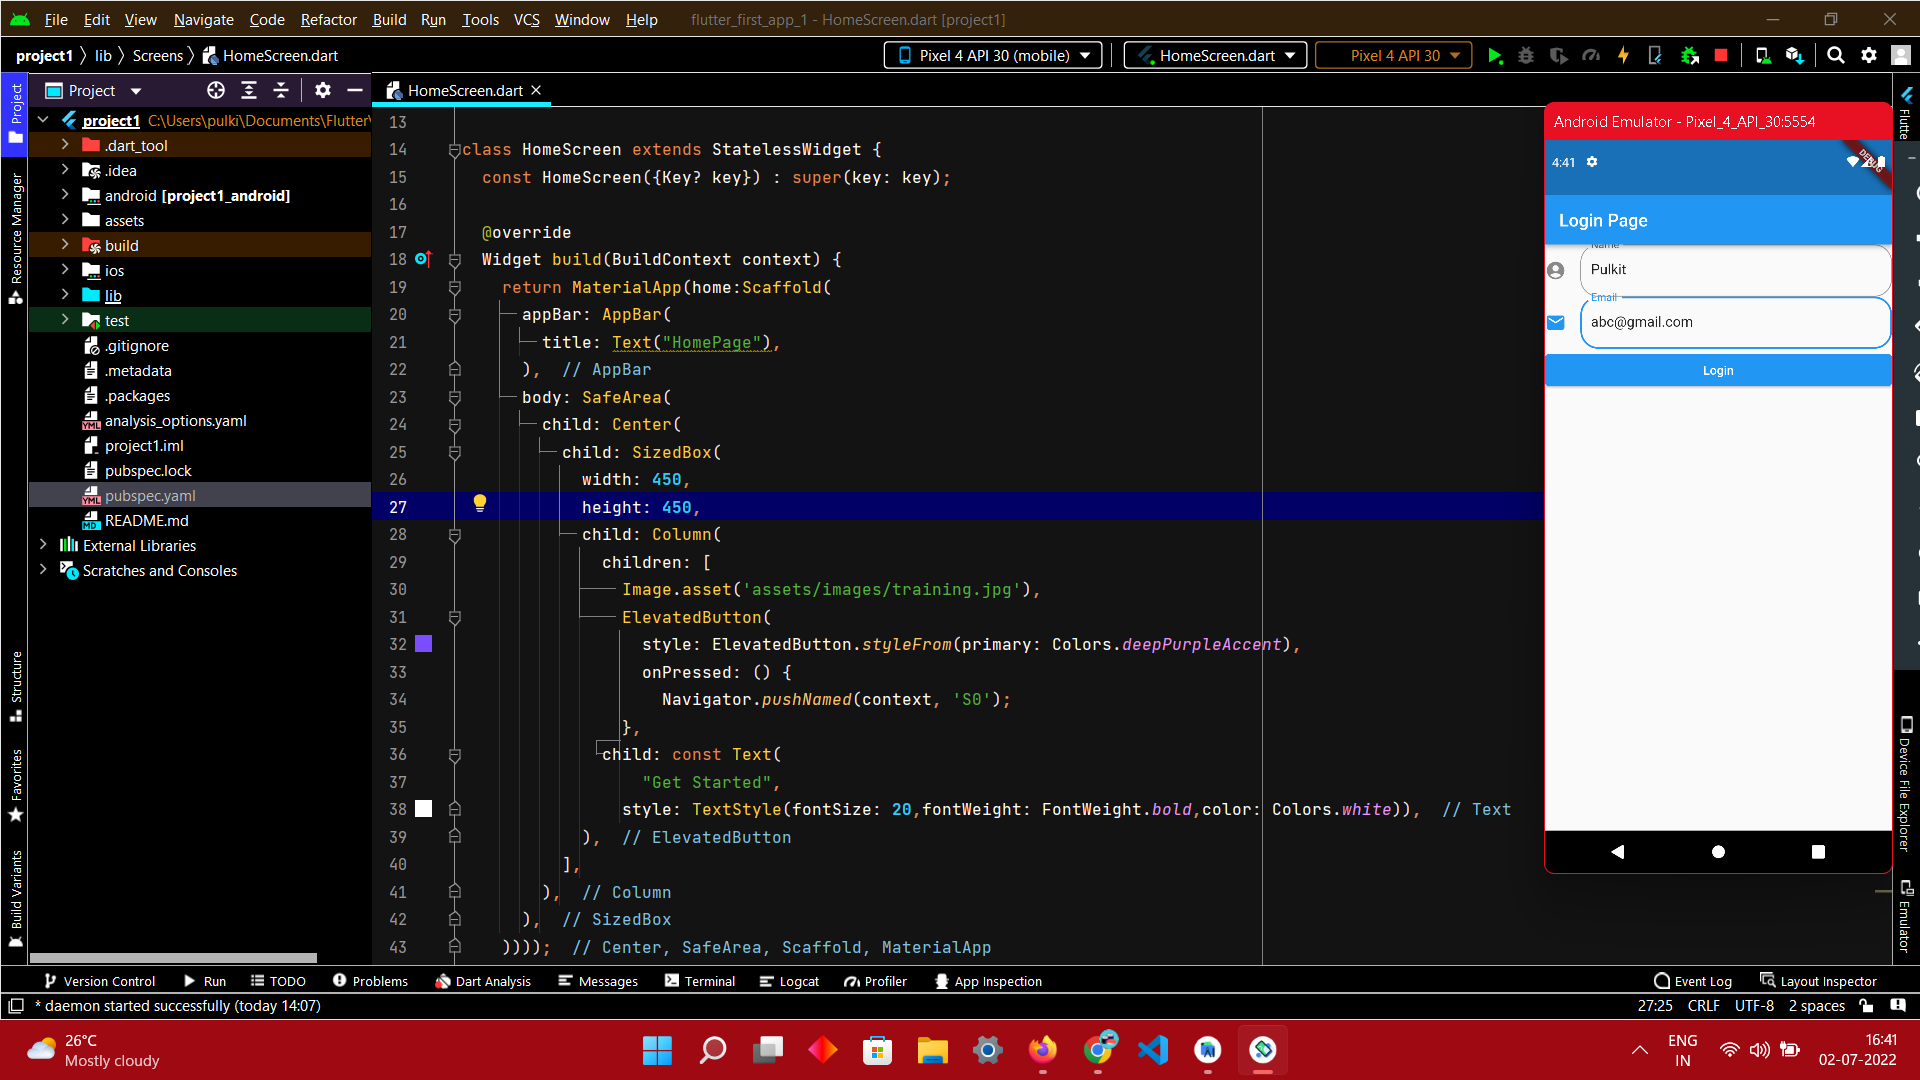 File Edit View Navigate Code Refactor Build Run Tools VCS Window Help flutter_first_app_1 - HomeScreen.dart [project1]
project1 lib Screens HomeScreen.dart Pixel 4 API 30 (mobile) HomeScreen.dart Pixel 4 API 30
Project
HomeScreen.dart
Project
Resource Manager
Structure
Favorites
Build Variants
project1 C:\Users\pulki\Documents\Flutter\
.dart_tool
.idea
android [project1_android]
assets
build
ios
lib
test
.gitignore
.metadata
.packages
analysis_options.yaml
project1.iml
pubspec.lock
pubspec.yaml
README.md
External Libraries
Scratches and Consoles
13
14 class HomeScreen extends StatelessWidget {
15 const HomeScreen({Key? key}) : super(key: key);
16
17 @override
18 Widget build(BuildContext context) {
19 return MaterialApp(home:Scaffold(
20 appBar: AppBar(
21 title: Text("HomePage"),
22 ), // AppBar
23 body: SafeArea(
24 child: Center(
25 child: SizedBox(
26 width: 450,
27 height: 450,
28 child: Column(
29 children: [
30 Image.asset('assets/images/training.jpg'),
31 ElevatedButton(
32 style: ElevatedButton.styleFrom(primary: Colors.deepPurpleAccent),
33 onPressed: () {
34 Navigator.pushNamed(context, 'S0');
35 },
36 child: const Text(
37 "Get Started",
38 style: TextStyle(fontSize: 20,fontWeight: FontWeight.bold,color: Colors.white)), // Text
39 ), // ElevatedButton
40 ],
41 ), // Column
42 ), // SizedBox
43 )))); // Center, SafeArea, Scaffold, MaterialApp
Android Emulator - Pixel_4_API_30:5554
4:41
DEBUG
Login Page
Name
Pulkit
Email
abc@gmail.com
Login
Flutter
Device File Explorer
Emulator
Version Control Run TODO Problems Dart Analysis Messages Terminal Logcat Profiler App Inspection Event Log Layout Inspector
* daemon started successfully (today 14:07) 27:25 CRLF UTF-8 2 spaces
26°C
Mostly cloudy
ENG
IN
16:41
02-07-2022